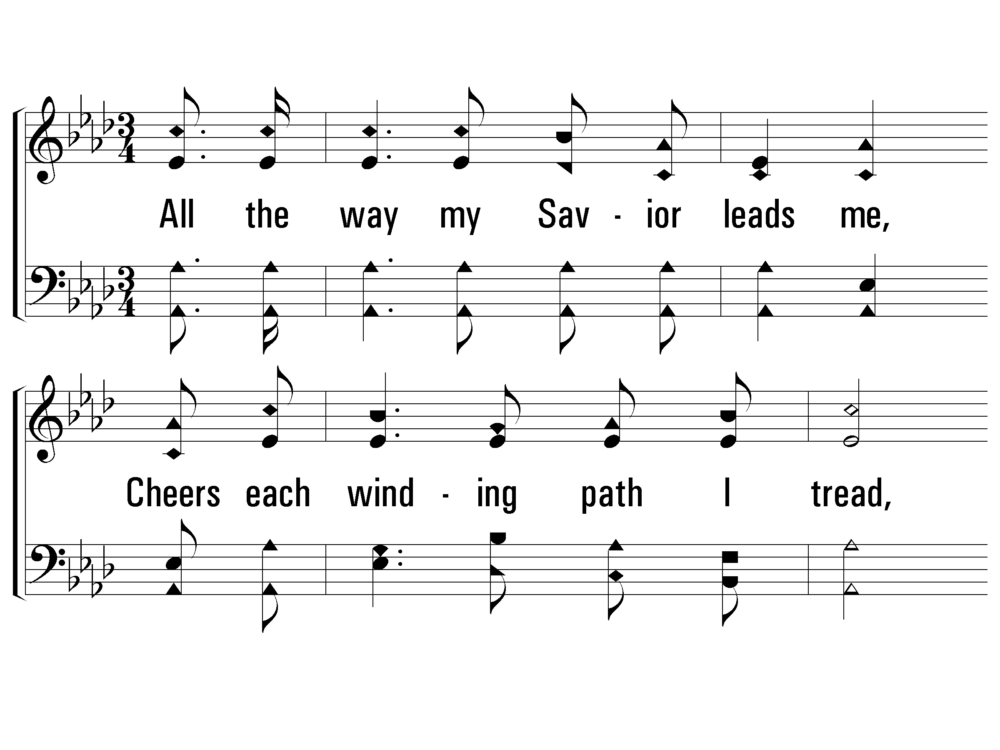 All the way my Sav - ior leads me,
Cheers each wind - ing path I tread,